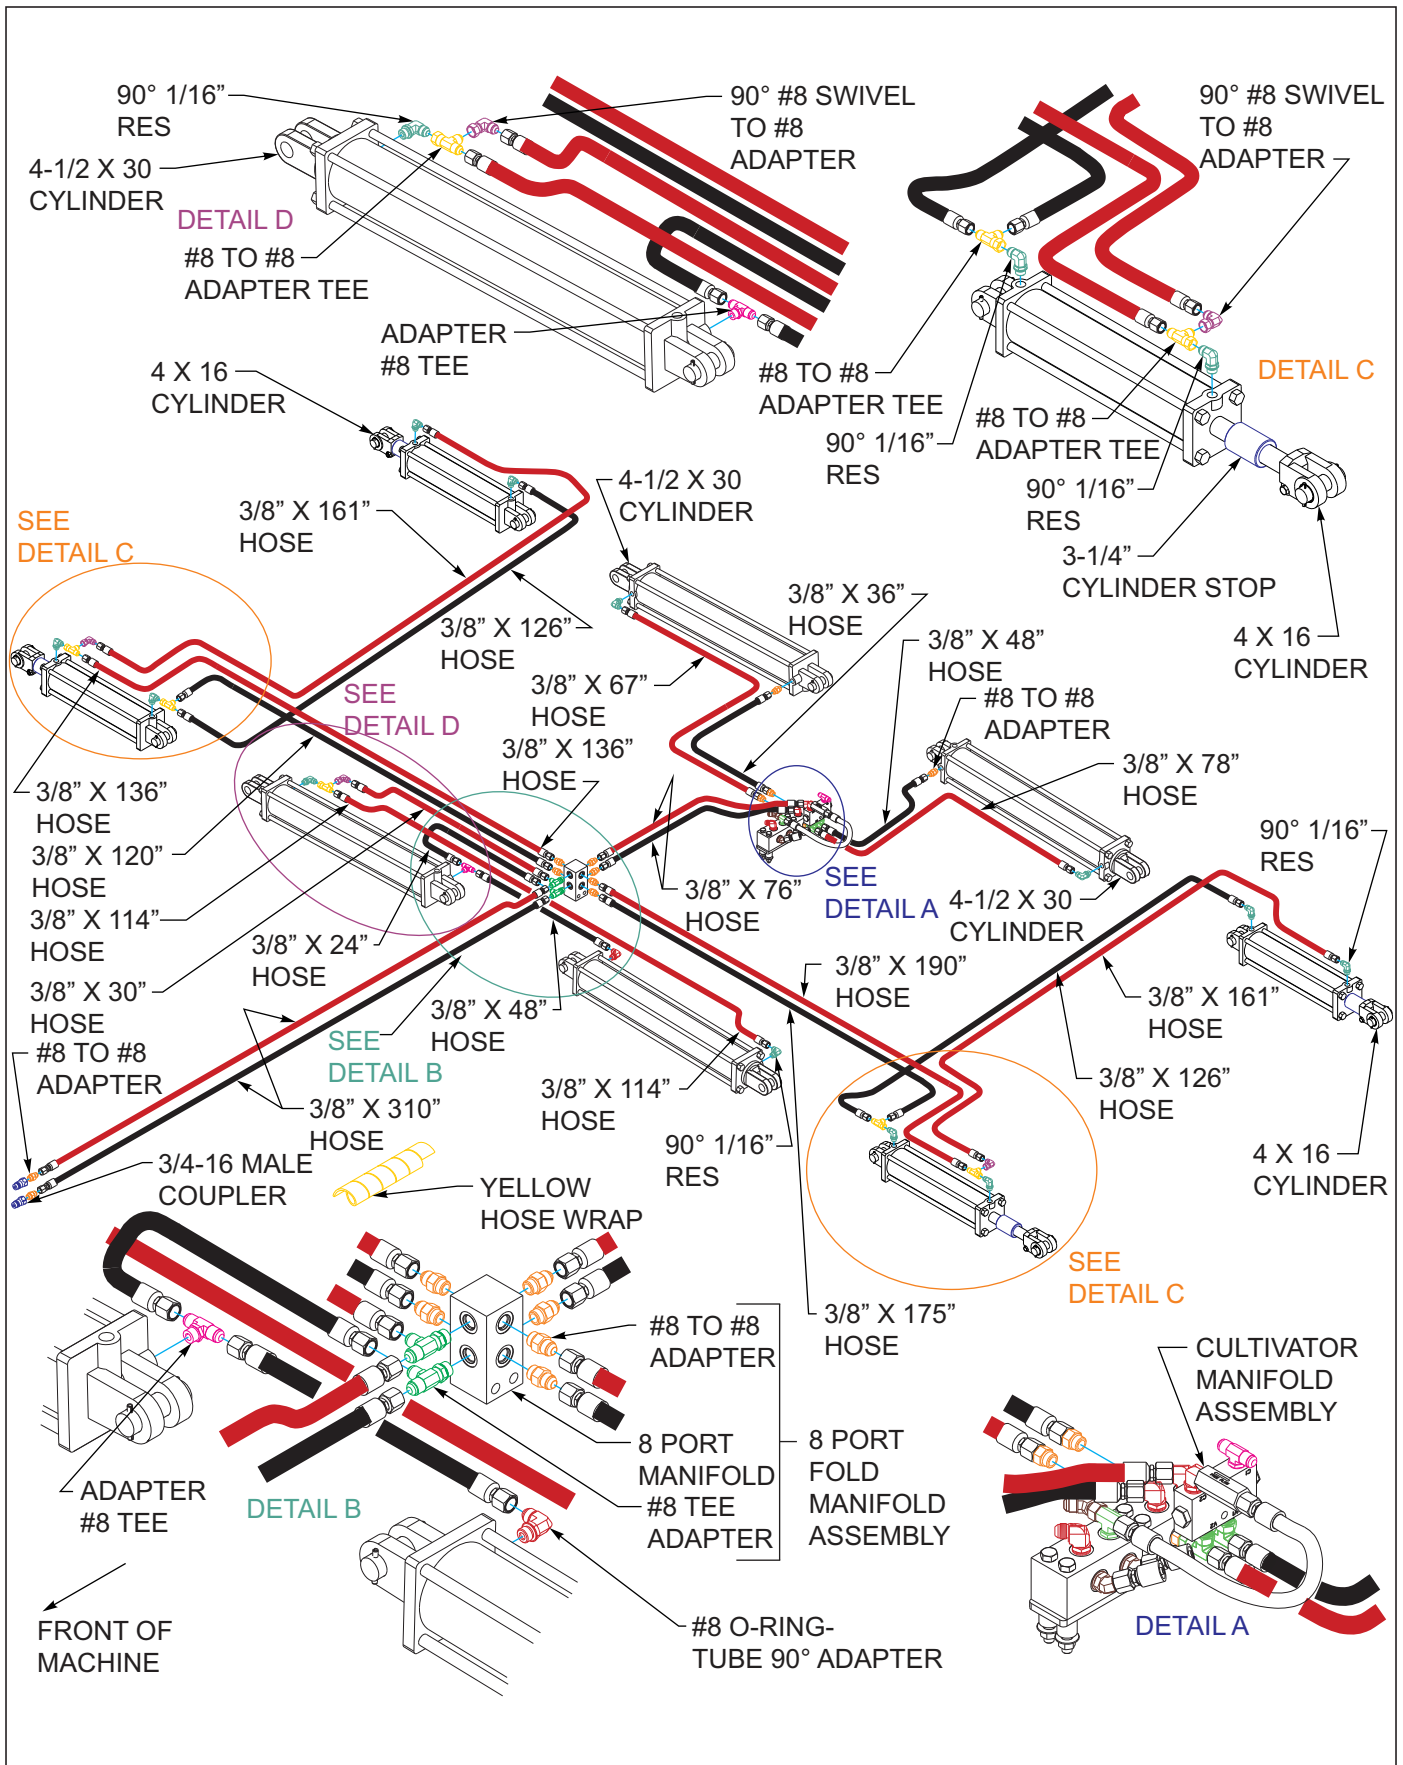 90° 1/16”
RES
4-1/2 X 30
CYLINDER
DETAIL D
#8 TO #8
ADAPTER TEE
90° #8 SWIVEL
TO #8
ADAPTER
ADAPTER
#8 TEE
90° #8 SWIVEL
TO #8
ADAPTER
#8 TO #8
ADAPTER TEE
90° 1/16”
RES
DETAIL C
#8 TO #8
ADAPTER TEE
90° 1/16”
RES
3-1/4”
CYLINDER STOP
4 X 16
CYLINDER
4 X 16
CYLINDER
3/8” X 161”
HOSE
4-1/2 X 30
CYLINDER
SEE
DETAIL C
3/8” X 126”
HOSE
3/8” X 36”
HOSE
3/8” X 48”
HOSE
3/8” X 67”
HOSE
#8 TO #8
ADAPTER
SEE
DETAIL D
3/8” X 136”
HOSE
3/8” X 78”
HOSE
3/8” X 136”
HOSE
3/8” X 120”
HOSE
3/8” X 114”
HOSE
3/8” X 30”
HOSE
3/8” X 24”
HOSE
3/8” X 76”
HOSE
SEE
DETAIL A
4-1/2 X 30
CYLINDER
90° 1/16”
RES
3/8” X 190”
HOSE
3/8” X 161”
HOSE
3/8” X 48”
HOSE
SEE
DETAIL B
#8 TO #8
ADAPTER
3/8” X 310”
HOSE
3/8” X 114”
HOSE
3/8” X 126”
HOSE
90° 1/16”
RES
4 X 16
CYLINDER
3/4-16 MALE
COUPLER
YELLOW
HOSE WRAP
SEE
DETAIL C
3/8” X 175”
HOSE
#8 TO #8
ADAPTER
8 PORT
MANIFOLD
#8 TEE
ADAPTER
8 PORT
FOLD
MANIFOLD
ASSEMBLY
CULTIVATOR
MANIFOLD
ASSEMBLY
ADAPTER
#8 TEE
DETAIL B
FRONT OF
MACHINE
#8 O-RING-
TUBE 90° ADAPTER
DETAIL A